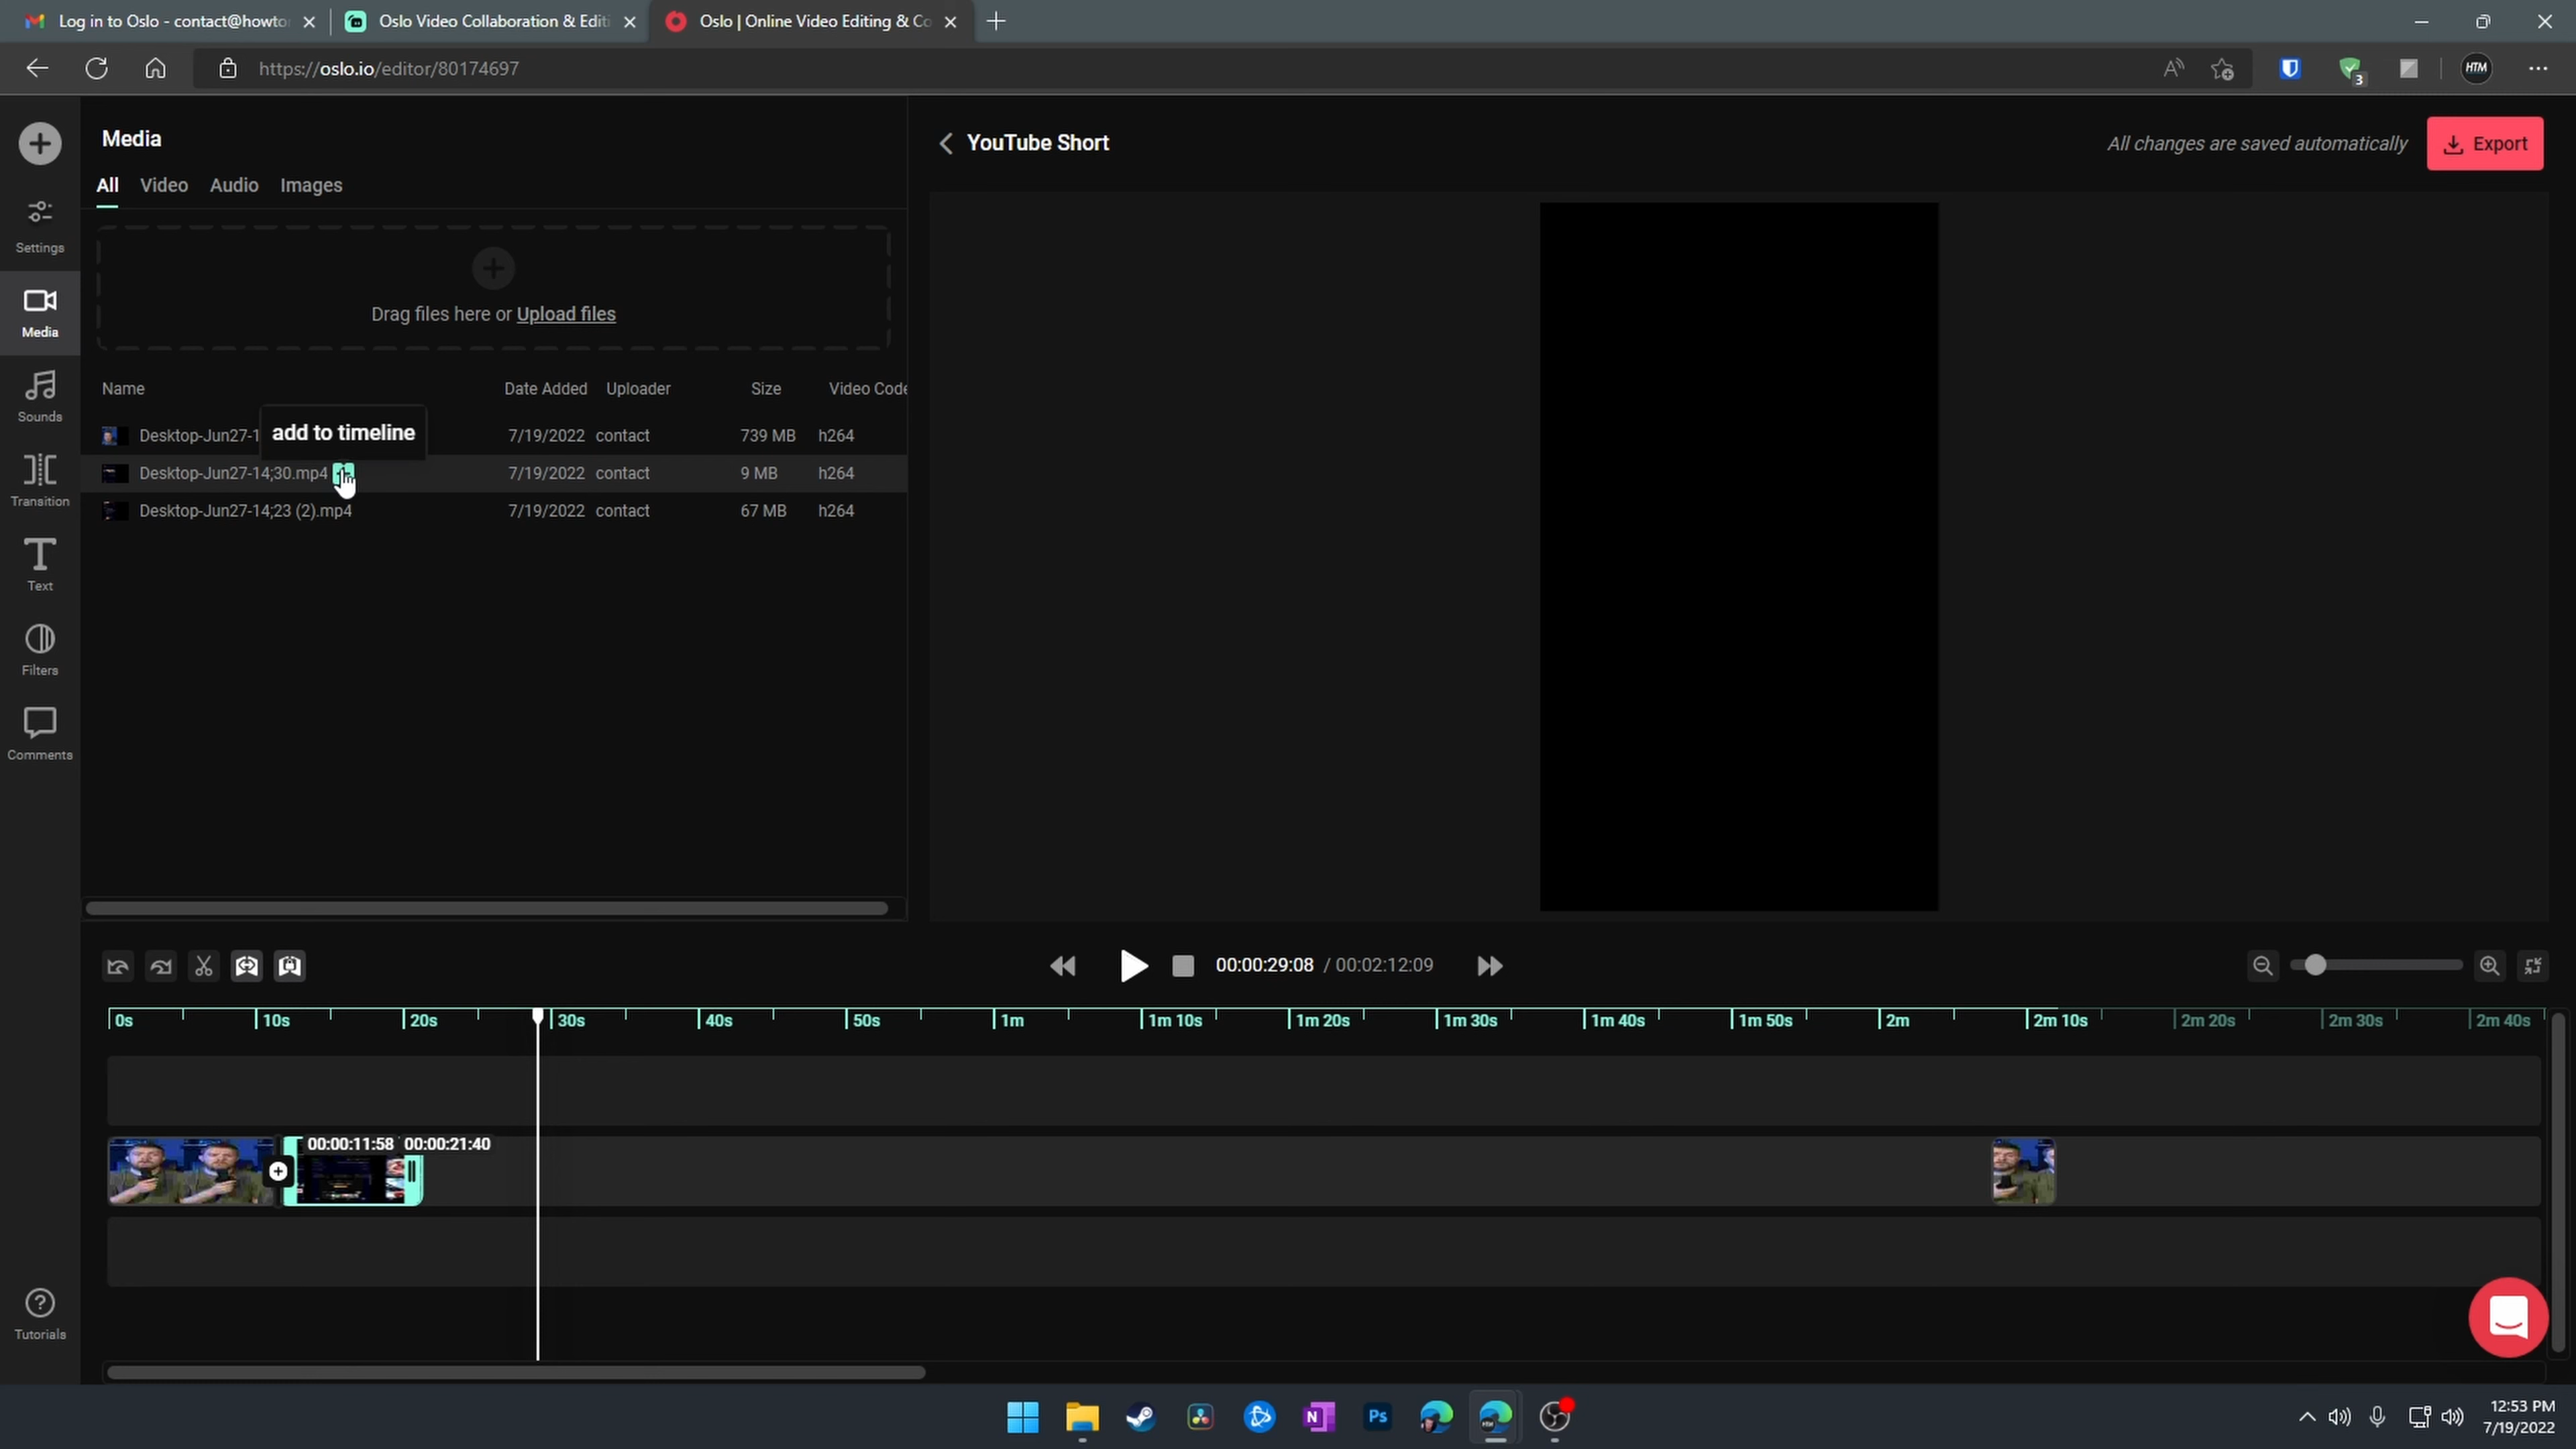 Log in to Oslo - contact@howto
Oslo Video Collaboration & Editi
Oslo | Online Video Editing & Co
https://oslo.io/editor/80174697
3
HTM
Media
YouTube Short
All changes are saved automatically
Export
All
Video
Audio
Images
Settings
Drag files here or Upload files
Media
Name
Date Added
Uploader
Size
Video Code
Sounds
add to timeline
Desktop-Jun27-1
7/19/2022
contact
739 MB
h264
Desktop-Jun27-14;30.mp4
7/19/2022
contact
9 MB
h264
Desktop-Jun27-14;23 (2).mp4
7/19/2022
contact
67 MB
h264
Transition
Text
Filters
Comments
00:00:29:08 / 00:02:12:09
0s
10s
20s
30s
40s
50s
1m
1m 10s
1m 20s
1m 30s
1m 40s
1m 50s
2m
2m 10s
2m 20s
2m 30s
2m 40s
00:00:11:58
00:00:21:40
Tutorials
N
Ps
12:53 PM
7/19/2022